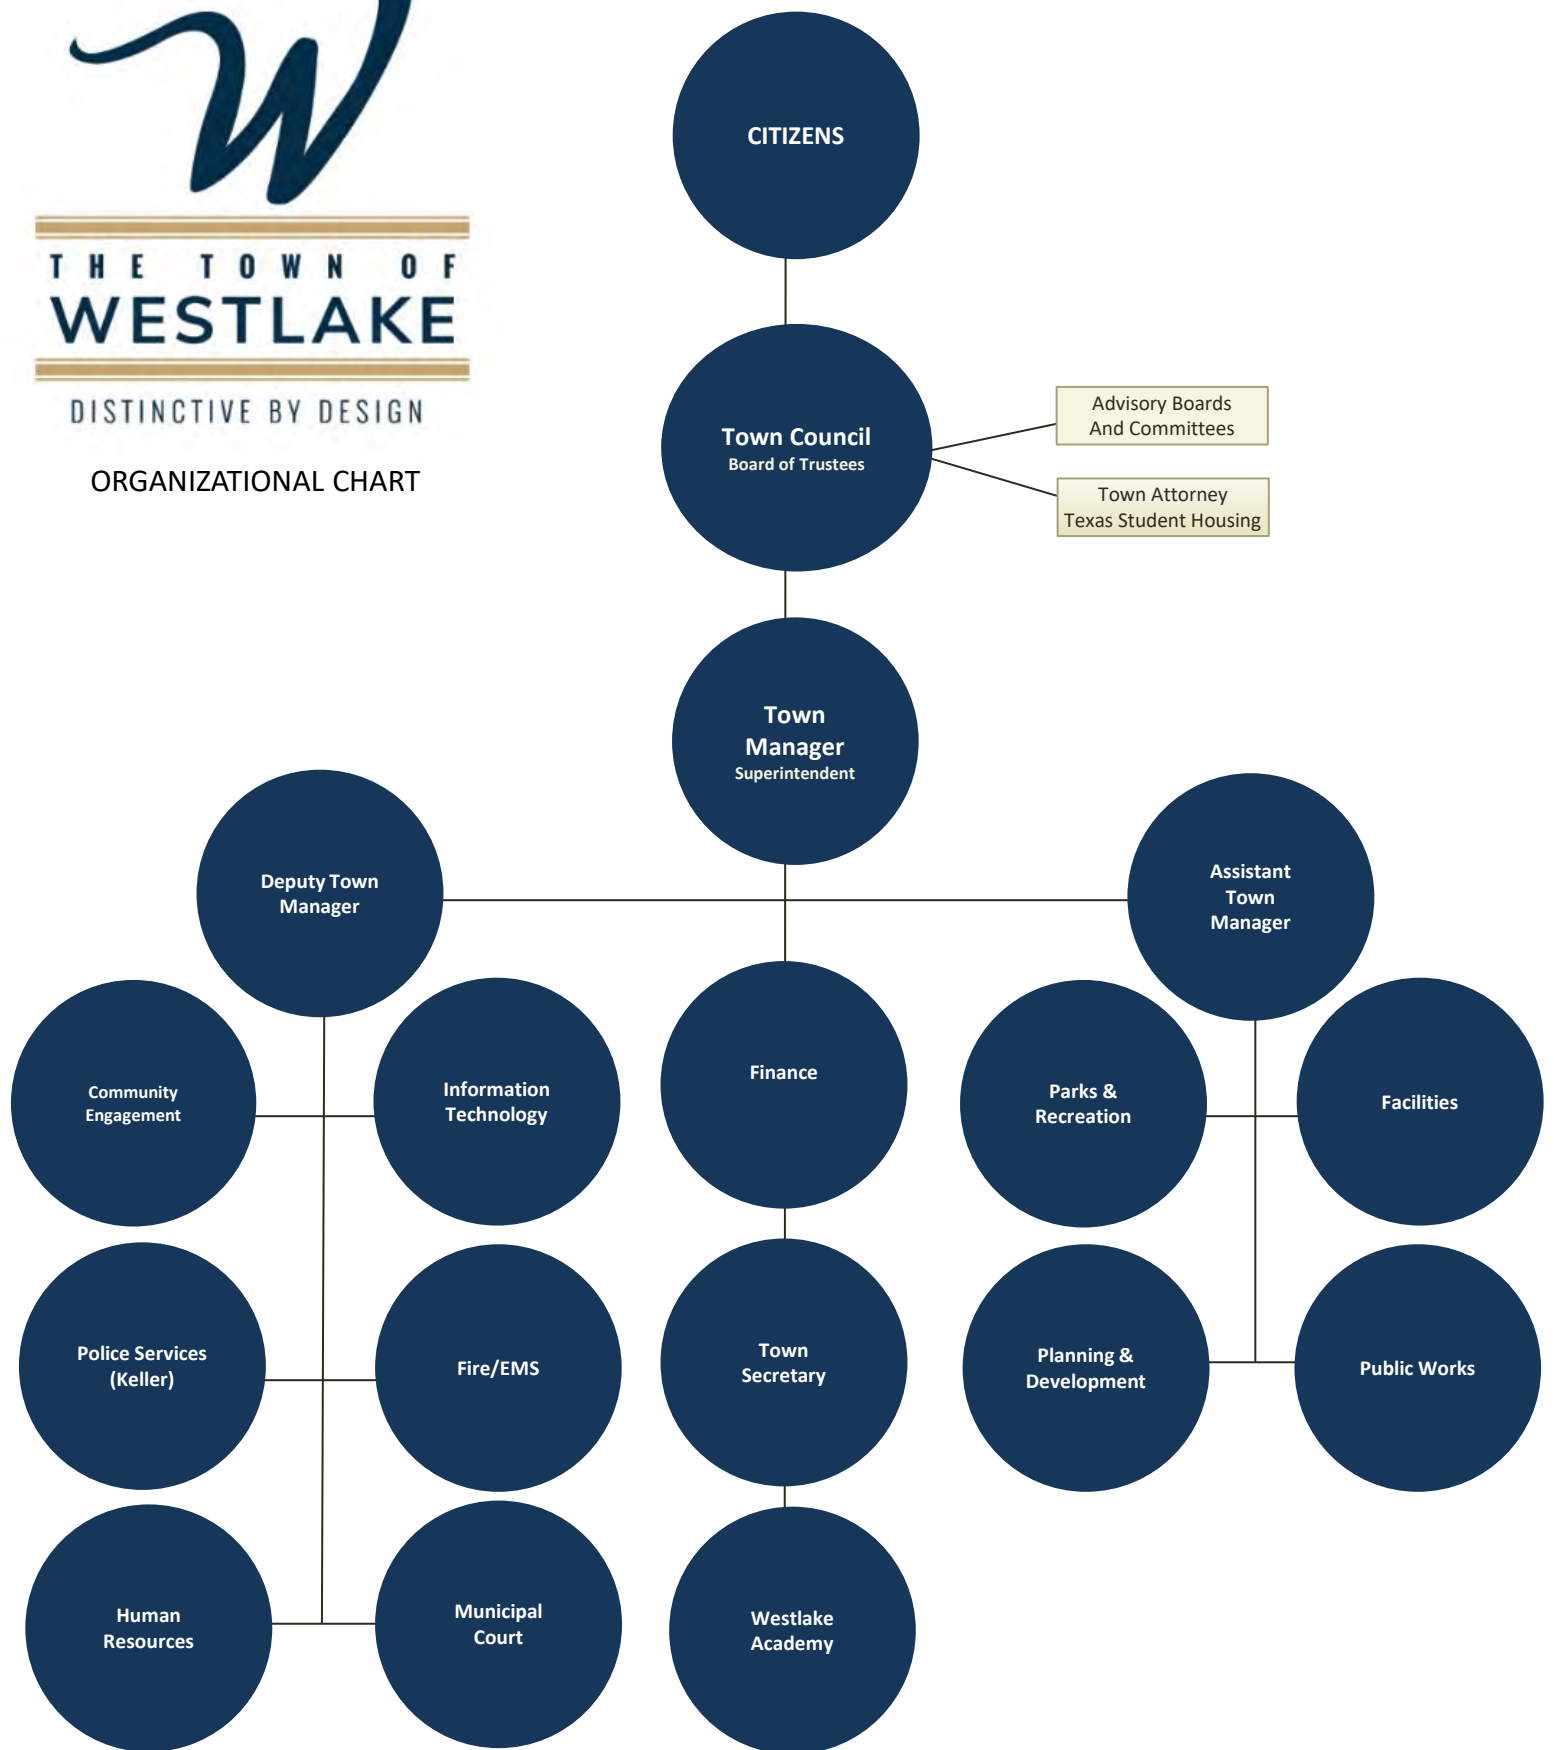 W
THE TOWN OF
WESTLAKE
DISTINCTIVE BY DESIGN
ORGANIZATIONAL CHART
CITIZENS
Town Council
Board of Trustees
Advisory Boards
And Committees
Town Attorney
Texas Student Housing
Town
Manager
Superintendent
Deputy Town
Manager
Assistant
Town
Manager
Community
Engagement
Information
Technology
Finance
Parks &
Recreation
Facilities
Police Services
(Keller)
Fire/EMS
Town
Secretary
Planning &
Development
Public Works
Human
Resources
Municipal
Court
Westlake
Academy